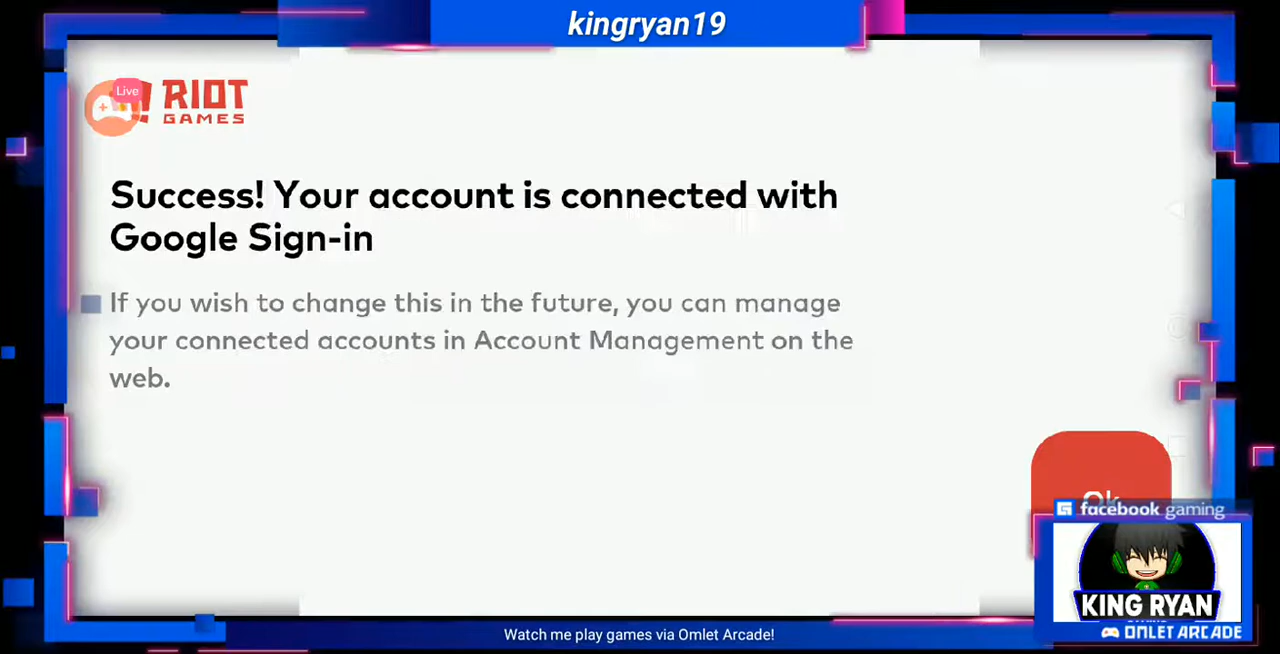 kingryan19
Live
RIOT
GAMES
Success! Your account is connected with
Google Sign-in
If you wish to change this in the future, you can manage
your connected accounts in Account Management on the
web.
Ok
facebook gaming
KING RYAN
OMLET ARCADE
Watch me play games via Omlet Arcade!